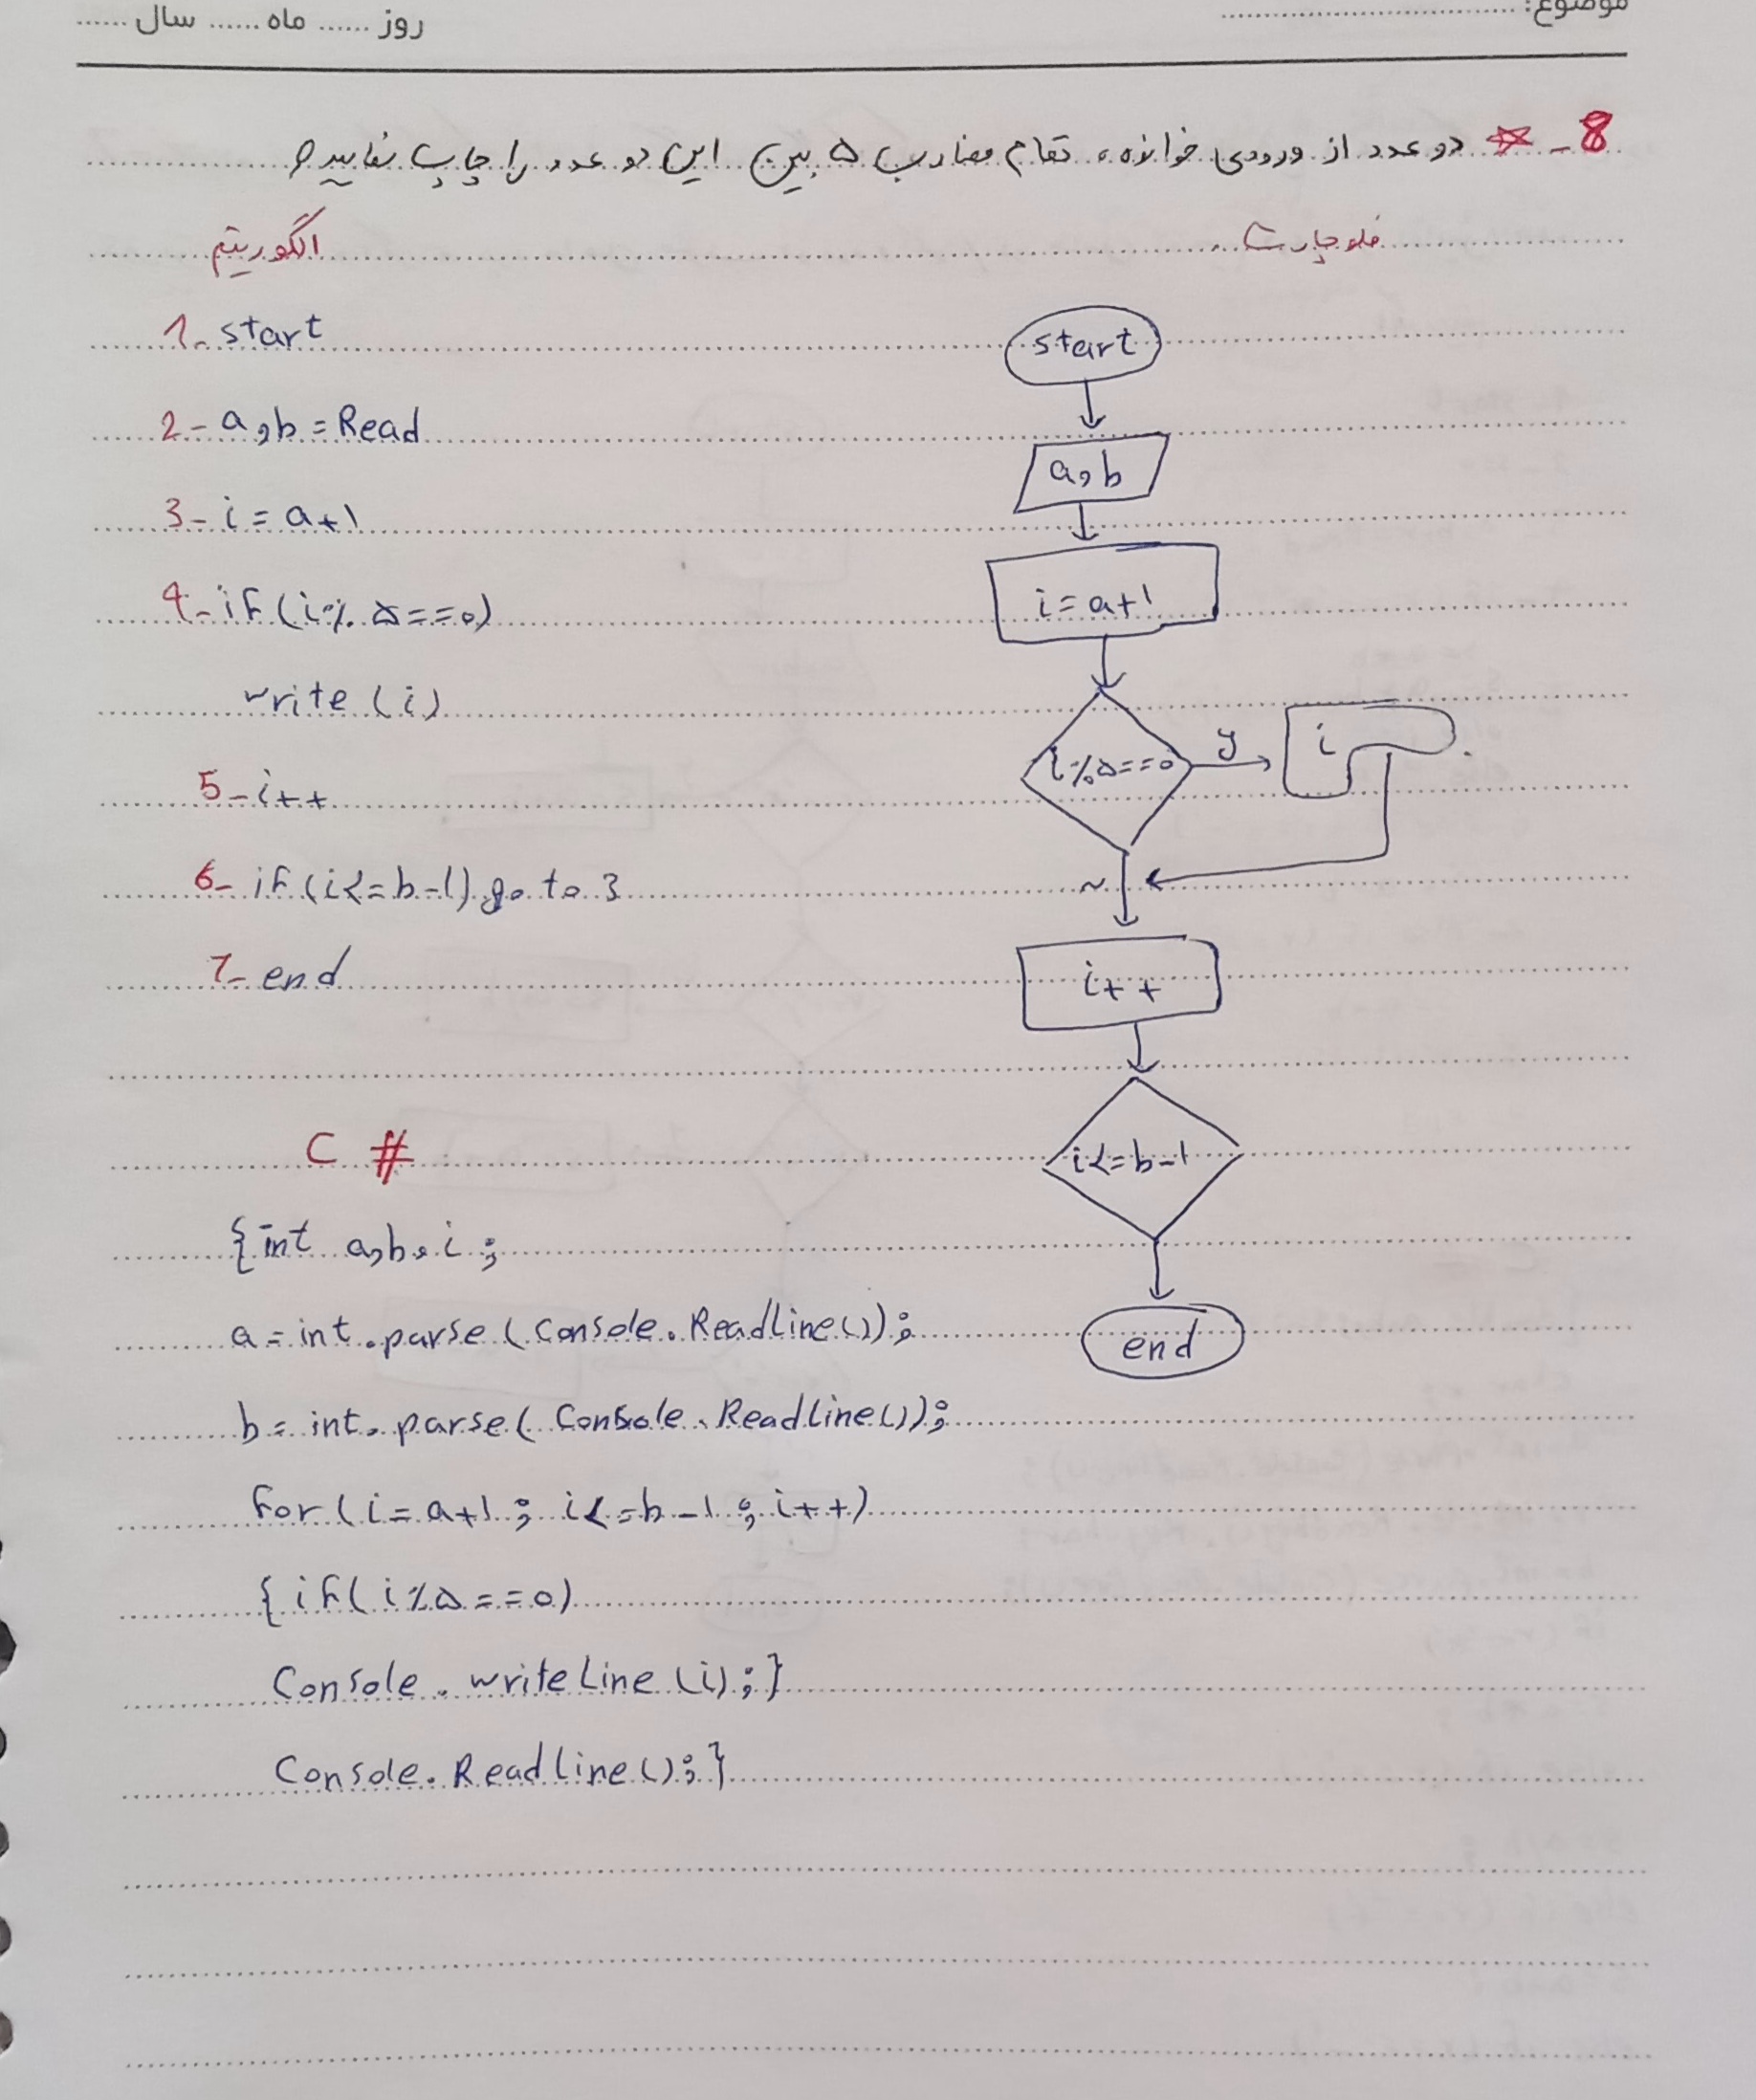 موضوع: ..............................
روز ...... ماه ...... سال ......
8 - دو عدد از ورودی خوانده، تمام مضارب ۵ بین این دو عدد را چاپ نمایید؟
الگوریتم
1- start
2- a,b = Read
3- i = a+1
4- if (i % ۵ == 0)
write (i)
5- i++
6- if (i <= b-1) go to 3
7- end
فلوچارت
start
a,b
i = a+1
i % ۵ == 0
y
i
~
i++
i <= b-1
end
C #
{ int a,b,i ;
a = int.parse (Console.Readline());
b = int.parse (Console.Readline());
for (i = a+1 ; i <= b-1 ; i++)
{ if (i % ۵ == 0)
Console.writeline (i); }
Console.Readline(); }